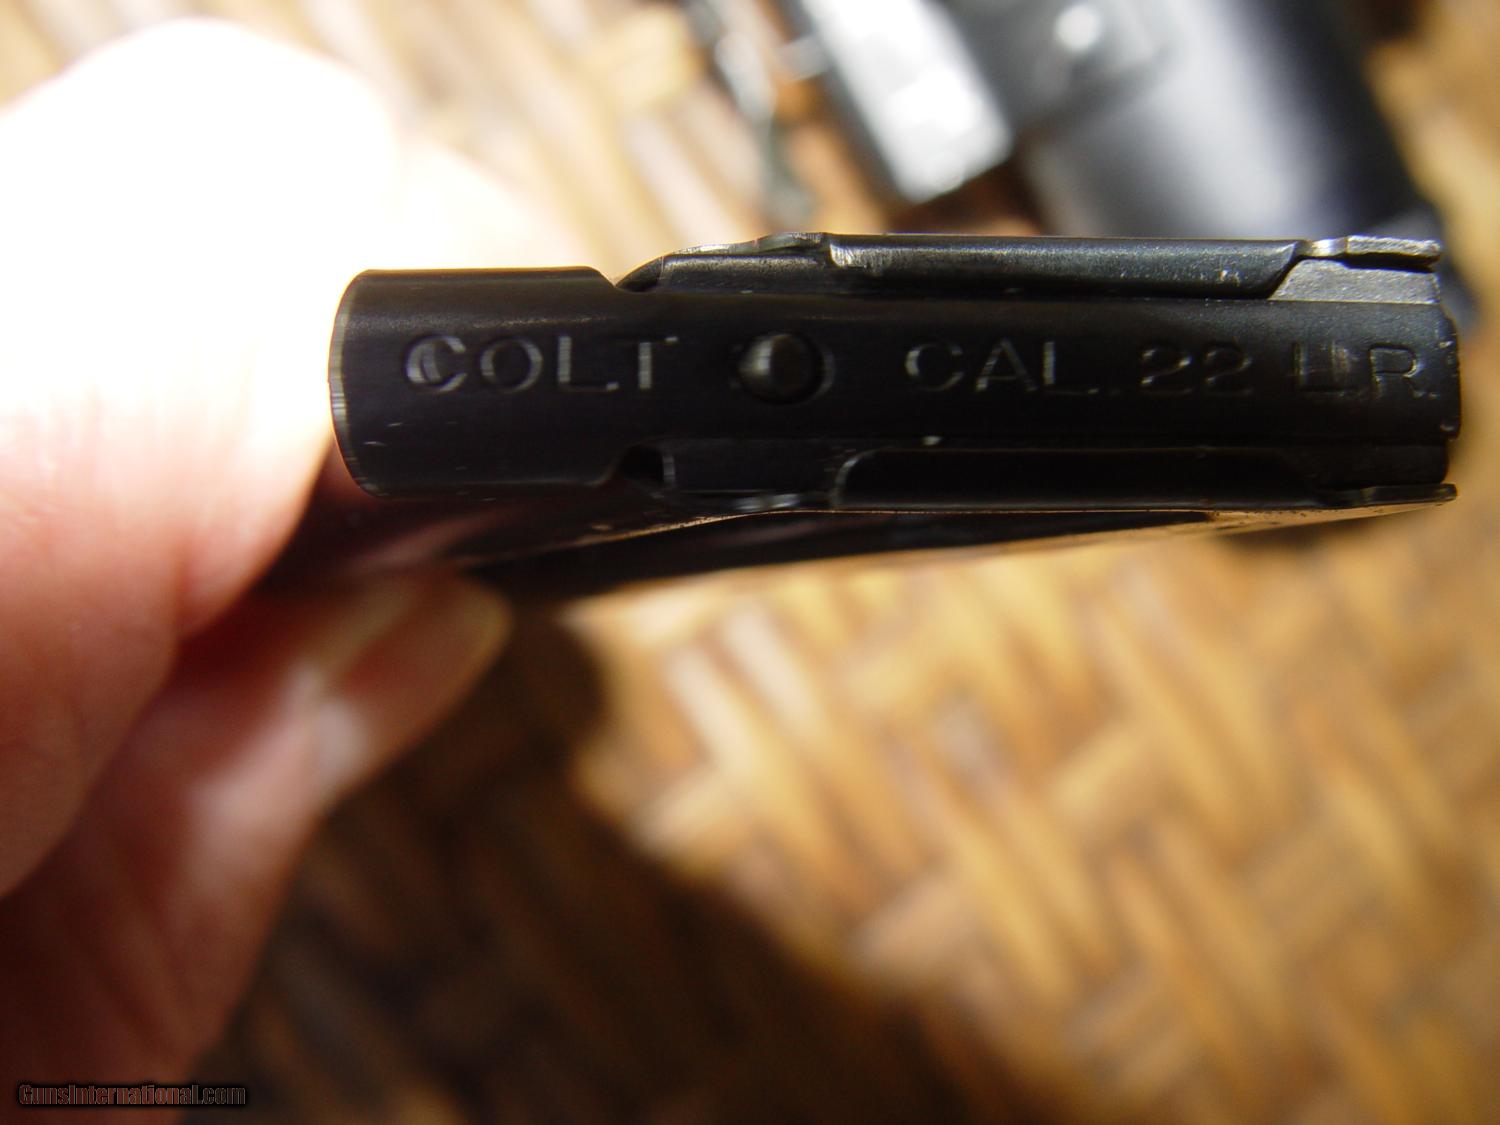 COLT CAL. 22 LR.
GunsInternational.com